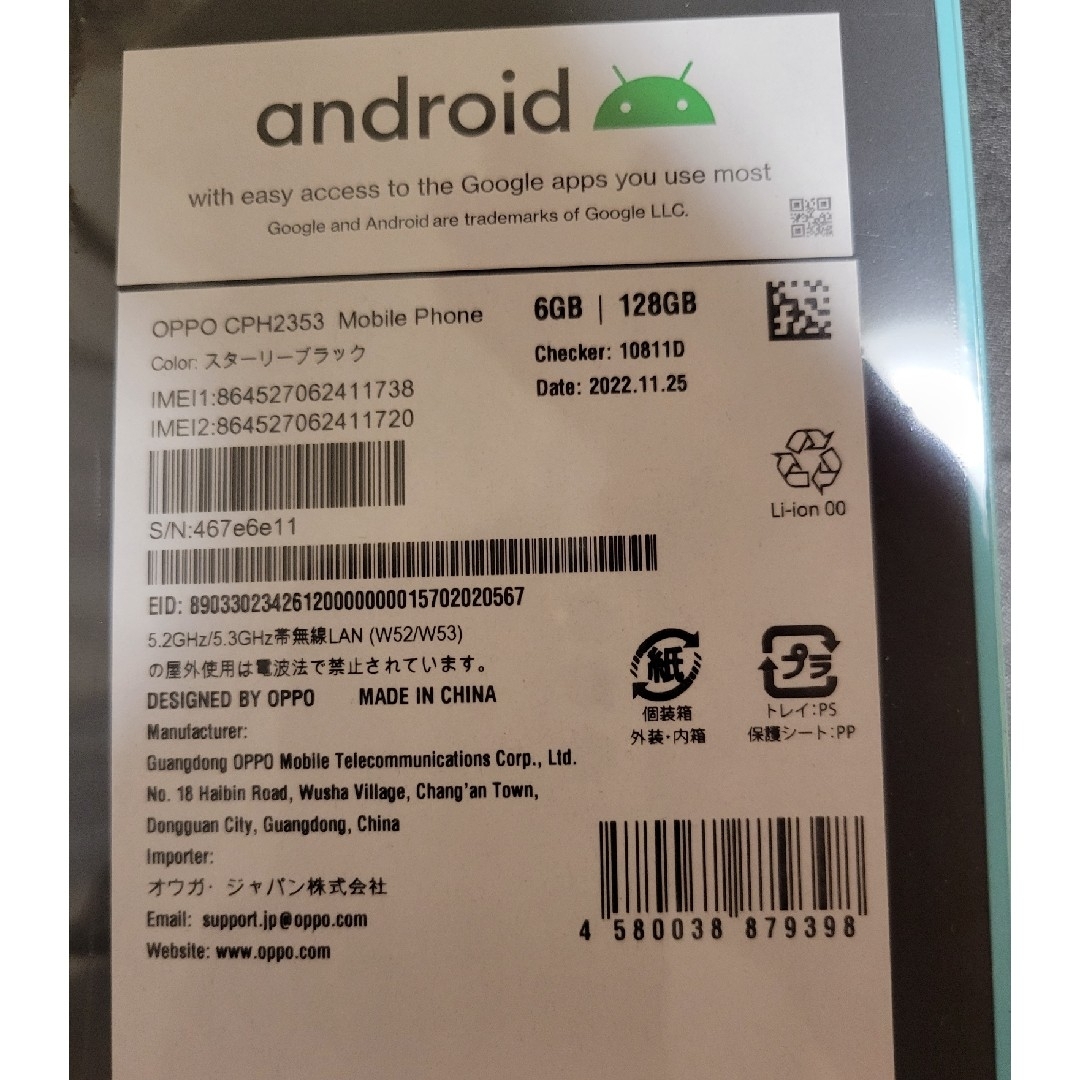 android
with easy access to the Google apps you use most
Google and Android are trademarks of Google LLC.
OPPO CPH2353 Mobile Phone
6GB | 128GB
Color: スターリーブラック
Checker: 10811D
IMEI1:864527062411738
Date: 2022.11.25
IMEI2:864527062411720
Li-ion 00
S/N:467e6e11
EID: 89033023426120000000015702020567
5.2GHz/5.3GHz帯無線LAN (W52/W53)
の屋外使用は電波法で禁止されています。
DESIGNED BY OPPO MADE IN CHINA
紙
個装箱
外装・内箱
プラ
トレイ:PS
保護シート:PP
Manufacturer:
Guangdong OPPO Mobile Telecommunications Corp., Ltd.
No. 18 Haibin Road, Wusha Village, Chang'an Town,
Dongguan City, Guangdong, China
Importer:
オウガ・ジャパン株式会社
Email: support.jp@oppo.com
Website: www.oppo.com
4 580038 879398